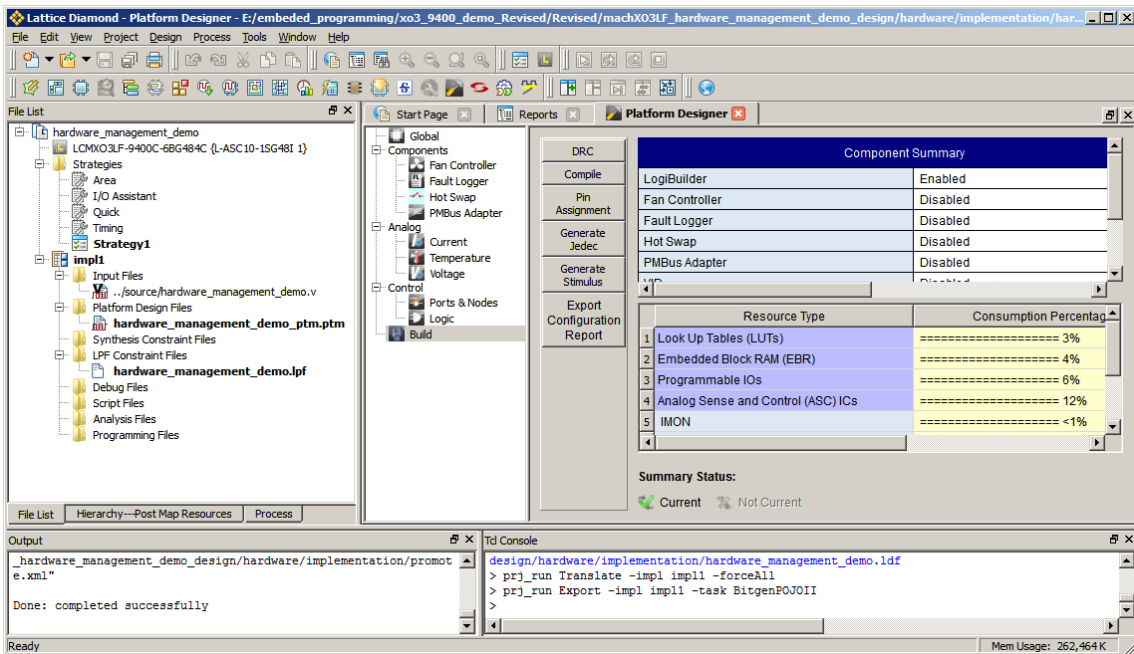 Lattice Diamond - Platform Designer - E:/embeded_programming/xo3_9400_demo_Revised/Revised/machXO3LF_hardware_management_demo_design/hardware/implementation/har...
File Edit View Project Design Process Tools Window Help
File List
hardware_management_demo
LCMXO3LF-9400C-6BG484C {L-ASC10-1SG48I 1}
Strategies
Area
I/O Assistant
Quick
Timing
Strategy1
impl1
Input Files
../source/hardware_management_demo.v
Platform Design Files
hardware_management_demo_ptm.ptm
Synthesis Constraint Files
LPF Constraint Files
hardware_management_demo.lpf
Debug Files
Script Files
Analysis Files
Programming Files
File List Hierarchy---Post Map Resources Process
Start Page Reports Platform Designer
Global
Components
Fan Controller
Fault Logger
Hot Swap
PMBus Adapter
Analog
Current
Temperature
Voltage
Control
Ports & Nodes
Logic
Build
DRC
Compile
Pin
Assignment
Generate
Jedec
Generate
Stimulus
Export
Configuration
Report
Component Summary
LogiBuilder Enabled
Fan Controller Disabled
Fault Logger Disabled
Hot Swap Disabled
PMBus Adapter Disabled
Resource Type Consumption Percentag
1 Look Up Tables (LUTs) ==================== 3%
2 Embedded Block RAM (EBR) ==================== 4%
3 Programmable IOs ==================== 6%
4 Analog Sense and Control (ASC) ICs ==================== 12%
5 IMON ==================== <1%
Summary Status:
Current Not Current
Output
_hardware_management_demo_design/hardware/implementation/promot
e.xml"
Done: completed successfully
Tcl Console
design/hardware/implementation/hardware_management_demo.ldf
> prj_run Translate -impl impl1 -forceAll
> prj_run Export -impl impl1 -task BitgenPOJOII
>
Ready
Mem Usage: 262,464 K